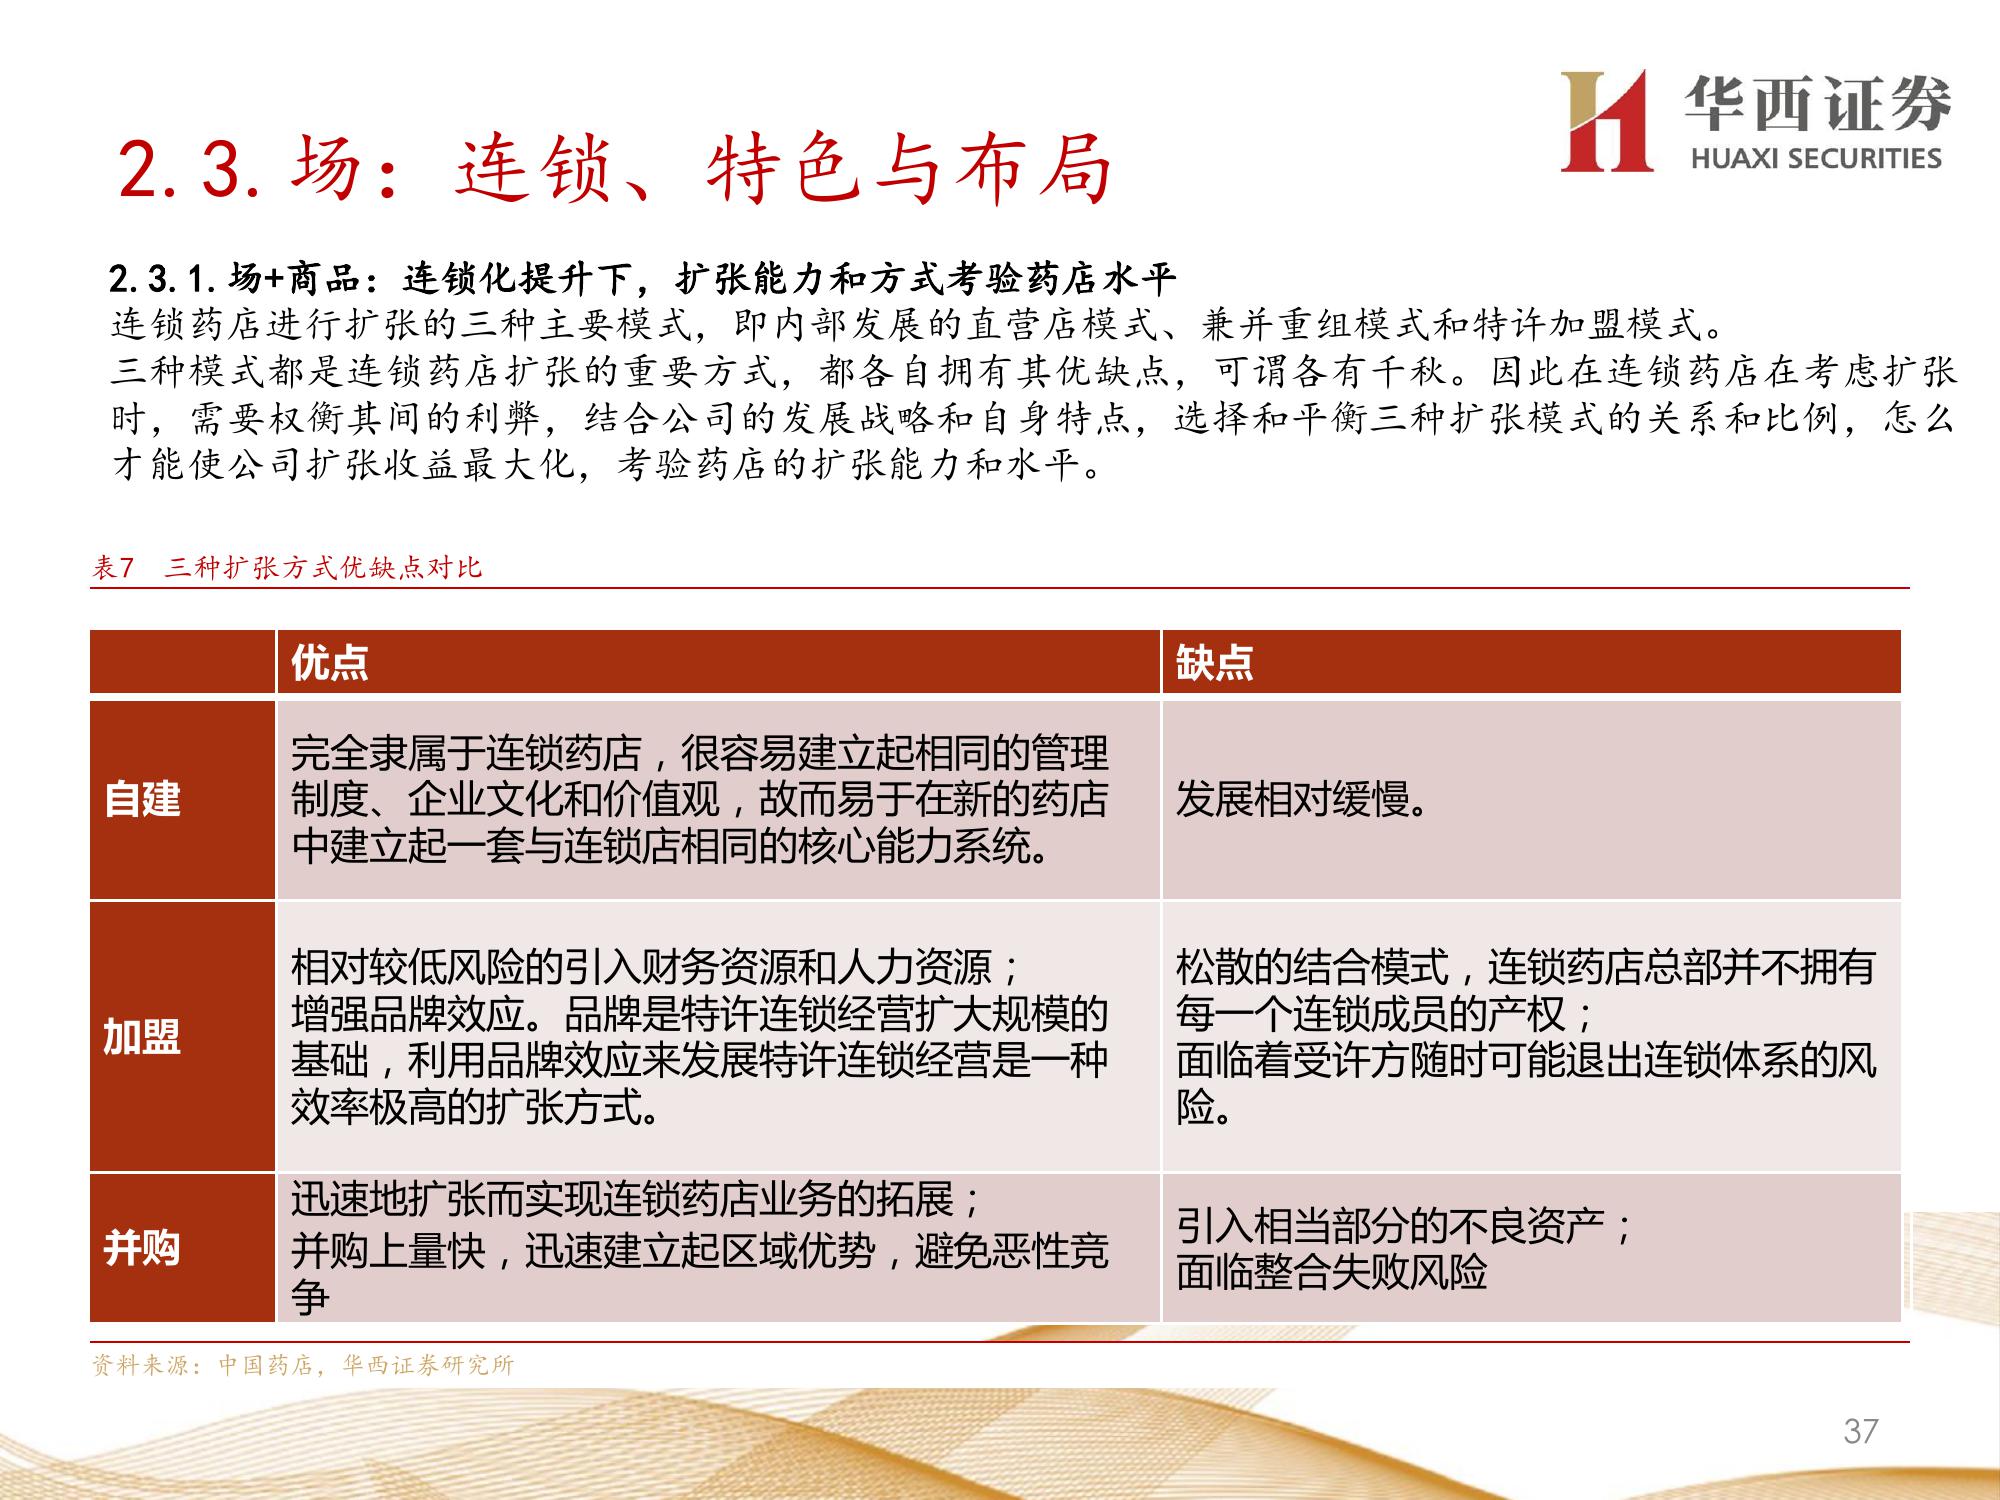 华西证券
HUAXI SECURITIES
2.3.场：连锁、特色与布局
2.3.1.场+商品：连锁化提升下，扩张能力和方式考验药店水平
连锁药店进行扩张的三种主要模式，即内部发展的直营店模式、兼并重组模式和特许加盟模式。
三种模式都是连锁药店扩张的重要方式，都各自拥有其优缺点，可谓各有千秋。因此在连锁药店在考虑扩张
时，需要权衡其间的利弊，结合公司的发展战略和自身特点，选择和平衡三种扩张模式的关系和比例，怎么
才能使公司扩张收益最大化，考验药店的扩张能力和水平。
表7 三种扩张方式优缺点对比
优点
缺点
自建
完全隶属于连锁药店，很容易建立起相同的管理
制度、企业文化和价值观，故而易于在新的药店
中建立起一套与连锁店相同的核心能力系统。
发展相对缓慢。
加盟
相对较低风险的引入财务资源和人力资源；
增强品牌效应。品牌是特许连锁经营扩大规模的
基础，利用品牌效应来发展特许连锁经营是一种
效率极高的扩张方式。
松散的结合模式，连锁药店总部并不拥有
每一个连锁成员的产权；
面临着受许方随时可能退出连锁体系的风
险。
并购
迅速地扩张而实现连锁药店业务的拓展；
并购上量快，迅速建立起区域优势，避免恶性竞
争
引入相当部分的不良资产；
面临整合失败风险
资料来源：中国药店，华西证券研究所
37